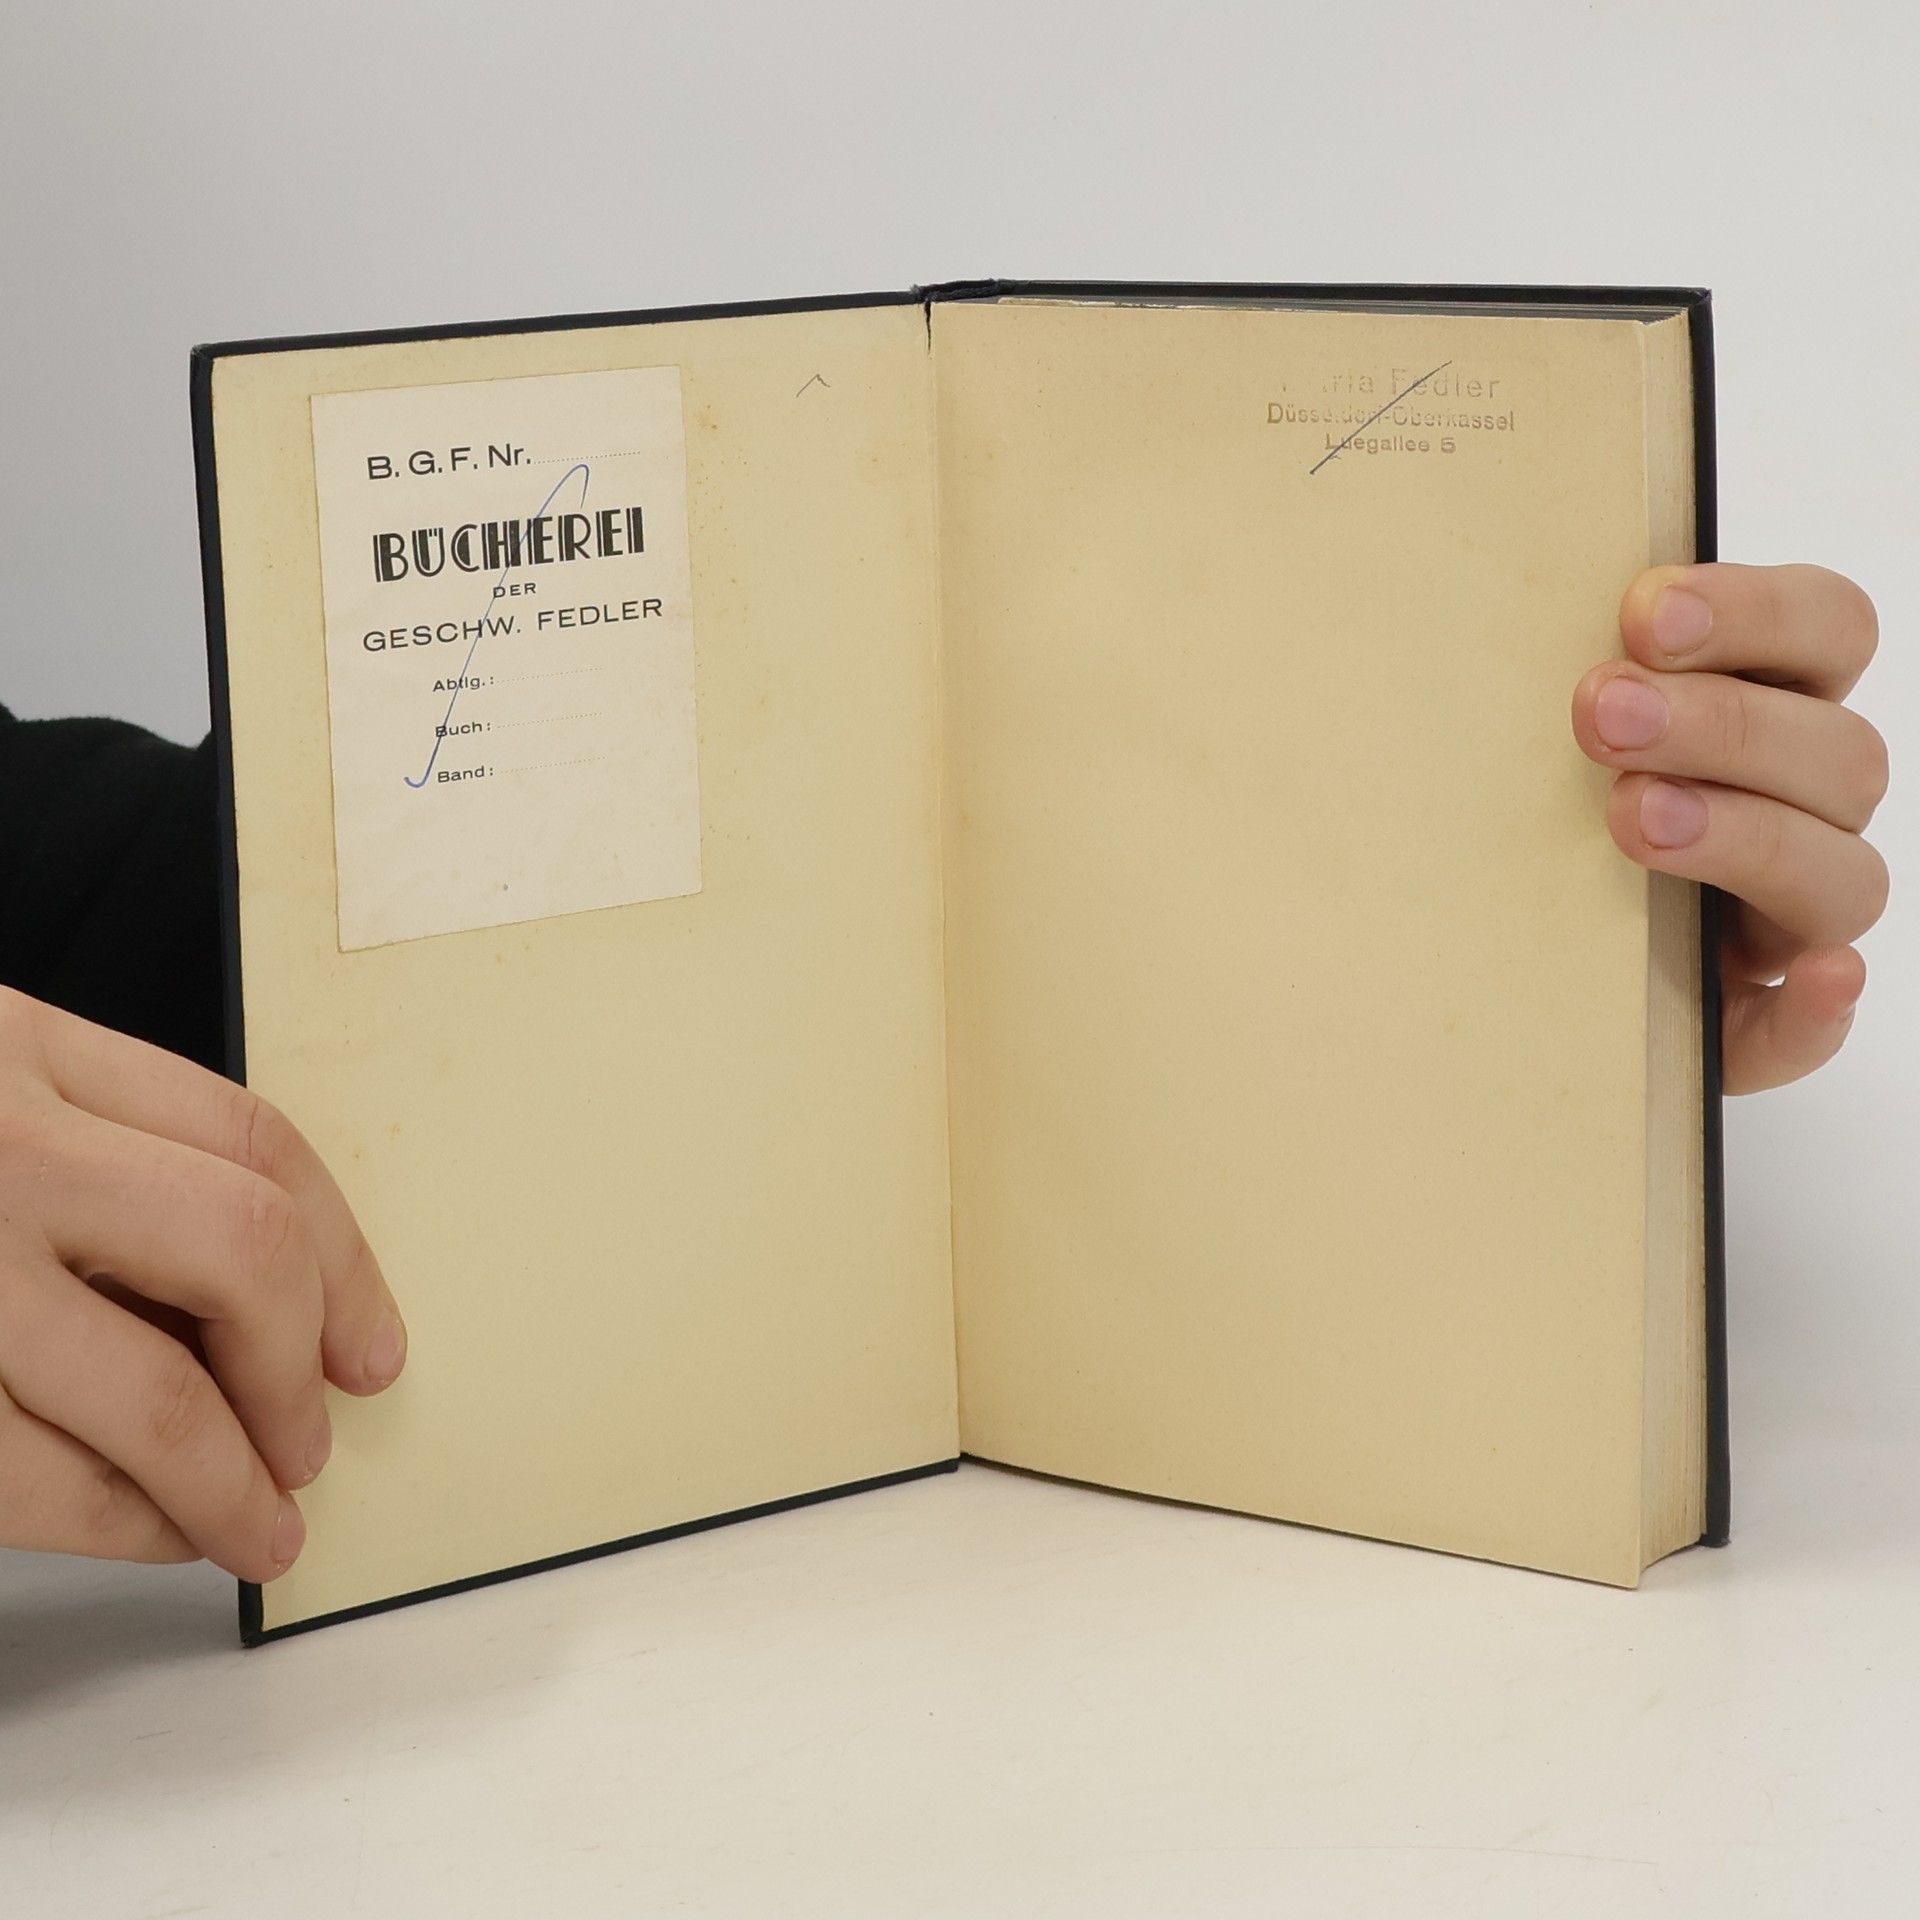 B. G. F. Nr.
BÜCHEREI
DER
GESCHW. FEDLER
Abtlg.:
Buch:
Band:
Fedler
Düsseldorf-Oberkassel
Luegallee 5